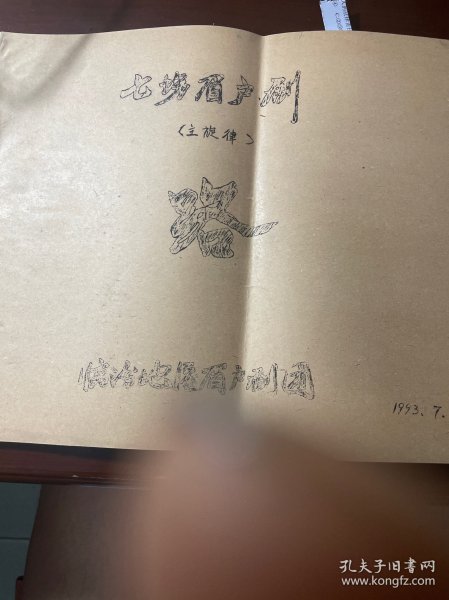 七场眉户剧
（主旋律）
临汾地区眉户剧团
1993.7.
孔夫子旧书网
www.kongfz.com